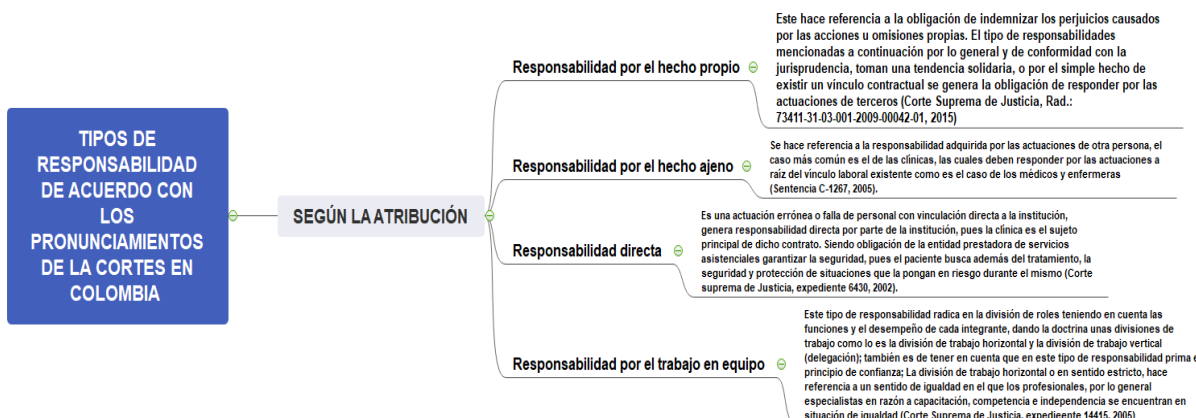 TIPOS DE
RESPONSABILIDAD
DE ACUERDO CON
LOS
PRONUNCIAMIENTOS
DE LA CORTES EN
COLOMBIA
SEGÚN LA ATRIBUCIÓN
Responsabilidad por el hecho propio
Este hace referencia a la obligación de indemnizar los perjuicios causados
por las acciones u omisiones propias. El tipo de responsabilidades
mencionadas a continuación por lo general y de conformidad con la
jurisprudencia, toman una tendencia solidaria, o por el simple hecho de
existir un vínculo contractual se genera la obligación de responder por las
actuaciones de terceros (Corte Suprema de Justicia, Rad.:
73411-31-03-001-2009-00042-01, 2015)
Responsabilidad por el hecho ajeno
Se hace referencia a la responsabilidad adquirida por las actuaciones de otra persona, el
caso más común es el de las clínicas, las cuales deben responder por las actuaciones a
raíz del vínculo laboral existente como es el caso de los médicos y enfermeras
(Sentencia C-1267, 2005).
Responsabilidad directa
Es una actuación errónea o falla de personal con vinculación directa a la institución,
genera responsabilidad directa por parte de la institución, pues la clínica es el sujeto
principal de dicho contrato. Siendo obligación de la entidad prestadora de servicios
asistenciales garantizar la seguridad, pues el paciente busca además del tratamiento, la
seguridad y protección de situaciones que la pongan en riesgo durante el mismo (Corte
suprema de Justicia, expediente 6430, 2002).
Responsabilidad por el trabajo en equipo
Este tipo de responsabilidad radica en la división de roles teniendo en cuenta las
funciones y el desempeño de cada integrante, dando la doctrina unas divisiones de
trabajo como lo es la división de trabajo horizontal y la división de trabajo vertical
(delegación); también es de tener en cuenta que en este tipo de responsabilidad prima e
principio de confianza; La división de trabajo horizontal o en sentido estricto, hace
referencia a un sentido de igualdad en el que los profesionales, por lo general
especialistas en razón a capacitación, competencia e independencia se encuentran en
situación de igualdad (Corte Suprema de Justicia, expedieente 14415, 2005)